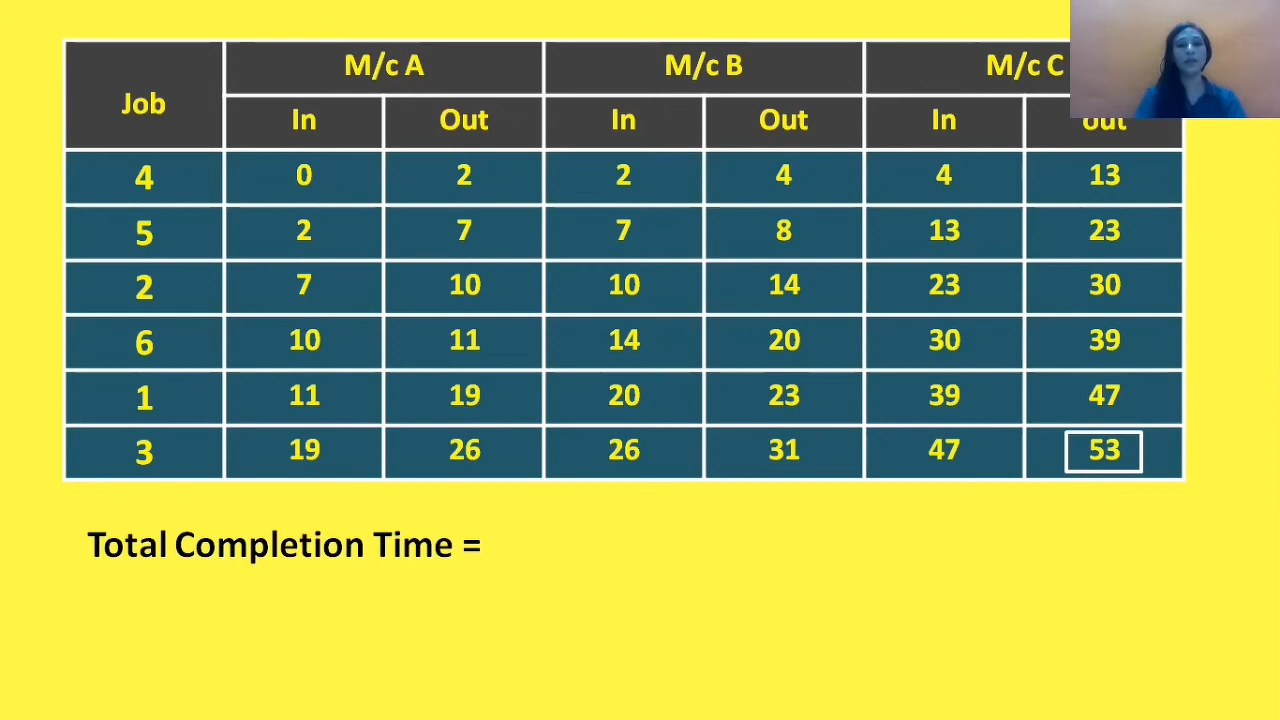 M/c A M/c B M/c C
Job
In Out In Out In out
4 0 2 2 4 4 13
5 2 7 7 8 13 23
2 7 10 10 14 23 30
6 10 11 14 20 30 39
1 11 19 20 23 39 47
3 19 26 26 31 47 53
Total Completion Time =